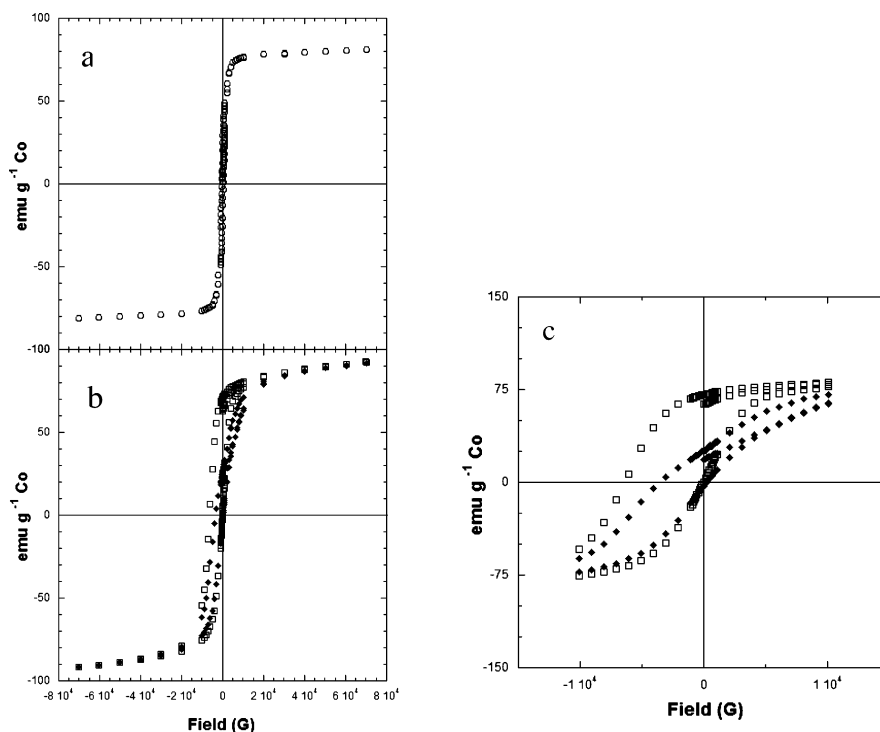 a
100
50
0
-50
-100
emu g⁻¹ Co
b
50
0
-50
-100
emu g⁻¹ Co
-8 10⁴ -6 10⁴ -4 10⁴ -2 10⁴ 0 2 10⁴ 4 10⁴ 6 10⁴ 8 10⁴
Field (G)
c
150
75
0
-75
-150
emu g⁻¹ Co
-1 10⁴ 0 1 10⁴
Field (G)